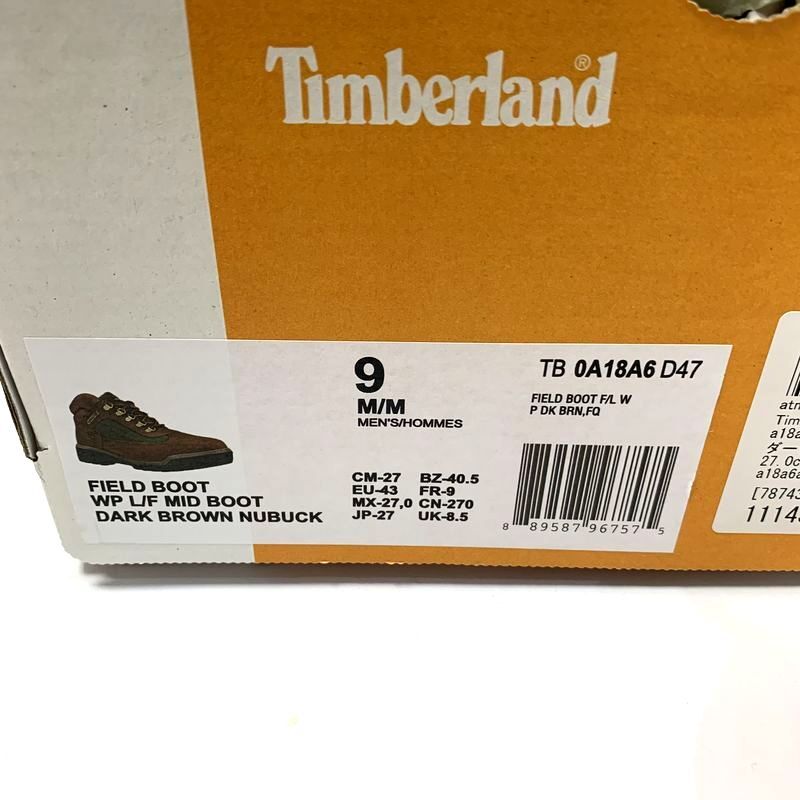 Timberland®
9
M/M
MEN'S/HOMMES
TB 0A18A6 D47
FIELD BOOT F/L W
P DK BRN,FQ
FIELD BOOT
WP L/F MID BOOT
DARK BROWN NUBUCK
CM-27 BZ-40.5
EU-43 FR-9
MX-27,0 CN-270
JP-27 UK-8.5
8 89587 96757 5
atm
Tim
a18a
ダー
27.0c
a18a6a
[7874
1114